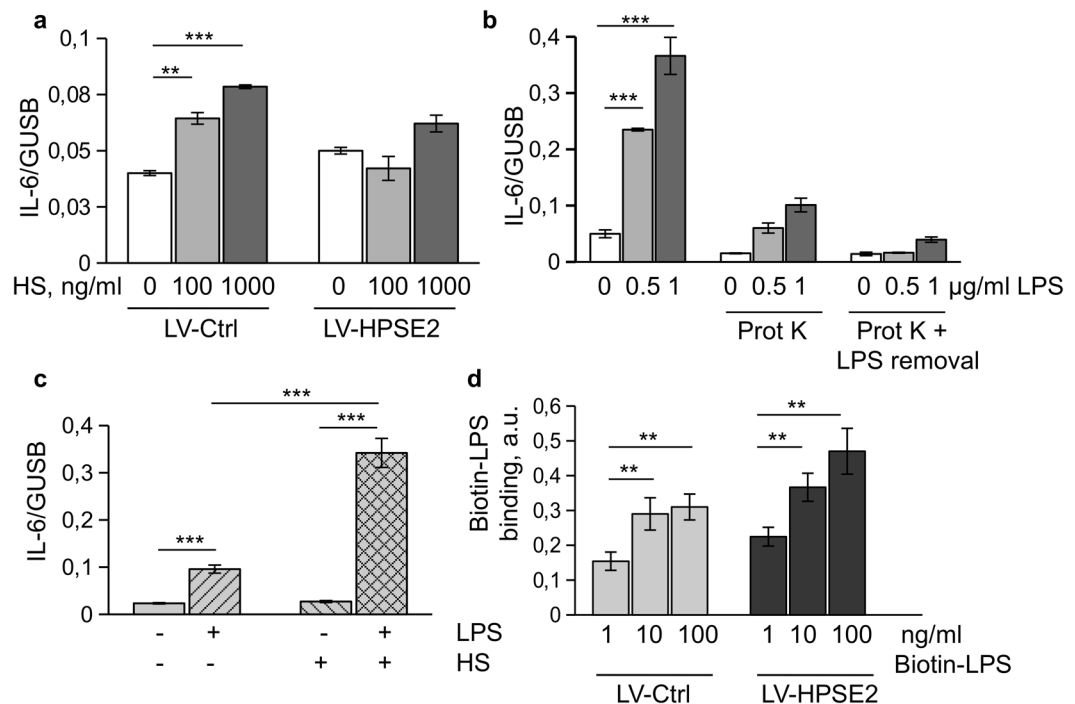 a
IL-6/GUSB
0,1
0,08
0,05
0,03
0
***
**
HS, ng/ml 0 100 1000 0 100 1000
LV-Ctrl LV-HPSE2
b
IL-6/GUSB
0,4
0,3
0,2
0,1
0
***
***
0 0.5 1 0 0.5 1 0 0.5 1 µg/ml LPS
Prot K Prot K +
LPS removal
c
IL-6/GUSB
0,4
0,3
0,2
0,1
0
***
***
***
- + - + LPS
- - + + HS
d
Biotin-LPS
binding, a.u.
0,6
0,5
0,4
0,3
0,2
0,1
0
**
**
**
**
1 10 100 1 10 100 ng/ml
Biotin-LPS
LV-Ctrl LV-HPSE2